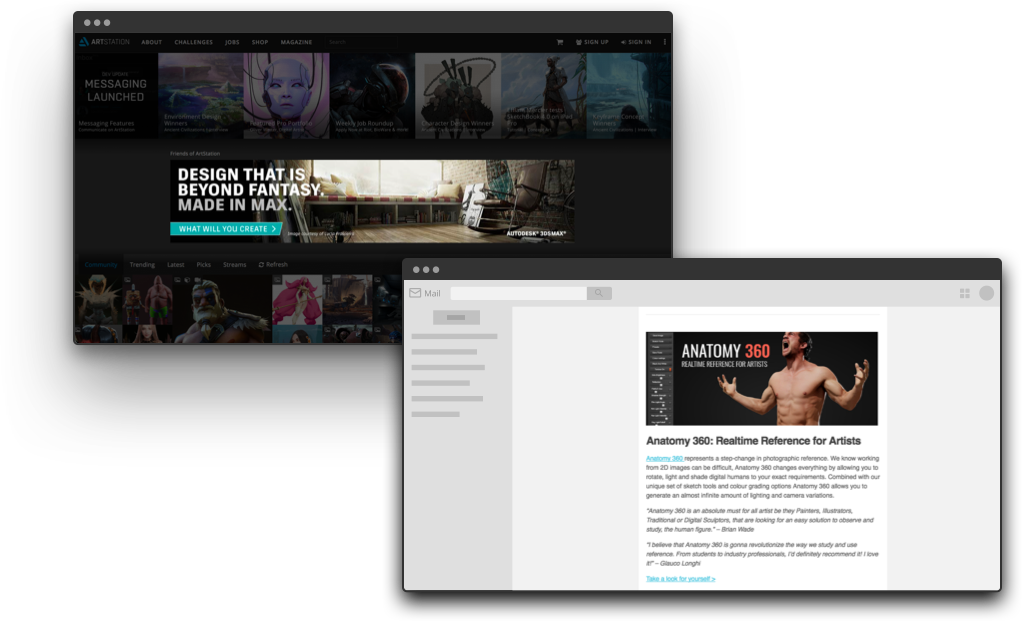 ARTSTATION ABOUT CHALLENGES JOBS SHOP MAGAZINE Search SIGN UP SIGN IN
MESSAGING
LAUNCHED
Messaging Features
Environment Design
Winners
Featured Pro Portfolio
Weekly Job Roundup
Character Design Winners
Keyframe Concept
Winners
Friends of ArtStation
DESIGN THAT IS
BEYOND FANTASY.
MADE IN MAX.
WHAT WILL YOU CREATE >
AUTODESK® 3DSMAX®
Community Trending Latest Picks Streams Refresh
Mail
ANATOMY 360
REALTIME REFERENCE FOR ARTISTS
Anatomy 360: Realtime Reference for Artists
Anatomy 360 represents a step-change in photographic reference. We know working
from 2D images can be difficult, Anatomy 360 changes everything by allowing you to
rotate, light and shade digital humans to your exact requirements. Combined with our
unique set of sketch tools and colour grading options Anatomy 360 allows you to
generate an almost infinite amount of lighting and camera variations.
"Anatomy 360 is an absolute must for all artist be they Painters, Illustrators,
Traditional or Digital Sculptors, that are looking for an easy solution to observe and
study, the human figure." – Brian Wade
"I believe that Anatomy 360 is gonna revolutionize the way we study and use
reference. From students to industry professionals, I'd definitely recommend it! I love
it!" – Glauco Longhi
Take a look for yourself >